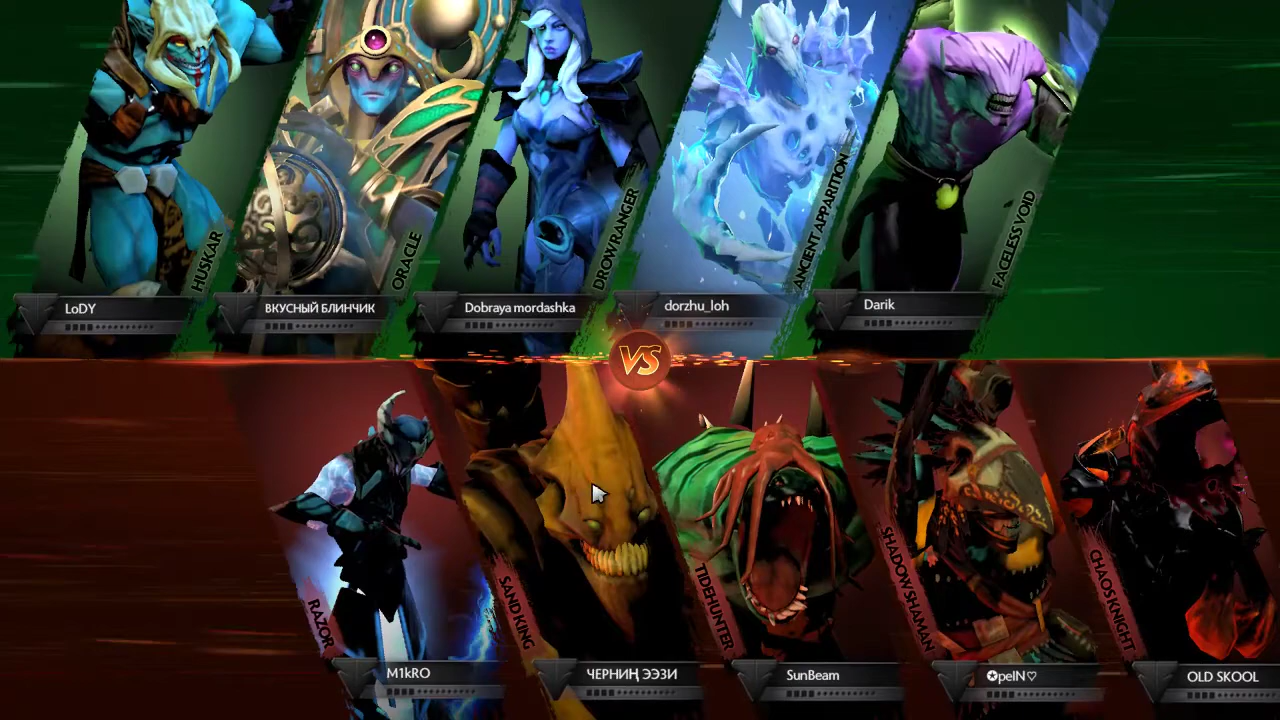 HUSKAR
LoDY
ORACLE
ВКУСНЫЙ БЛИНЧИК
DROW RANGER
Dobraya mordashka
ANCIENT APPARITION
dorzhu_loh
FACELESS VOID
Darik
VS
RAZOR
M1kRO
SAND KING
ЧЕРНИҢ ЭЭЗИ
TIDEHUNTER
SunBeam
SHADOW SHAMAN
✪peIN♡
CHAOS KNIGHT
OLD SKOOL